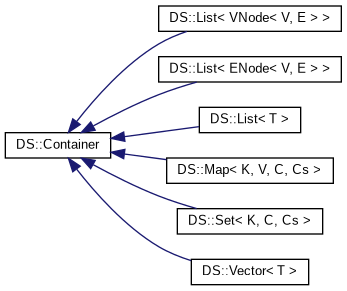 DS::List< VNode< V, E > >
DS::List< ENode< V, E > >
DS::List< T >
DS::Container
DS::Map< K, V, C, Cs >
DS::Set< K, C, Cs >
DS::Vector< T >